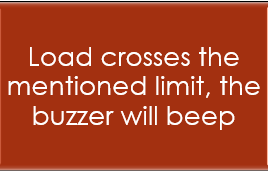 Load crosses the
mentioned limit, the
buzzer will beep